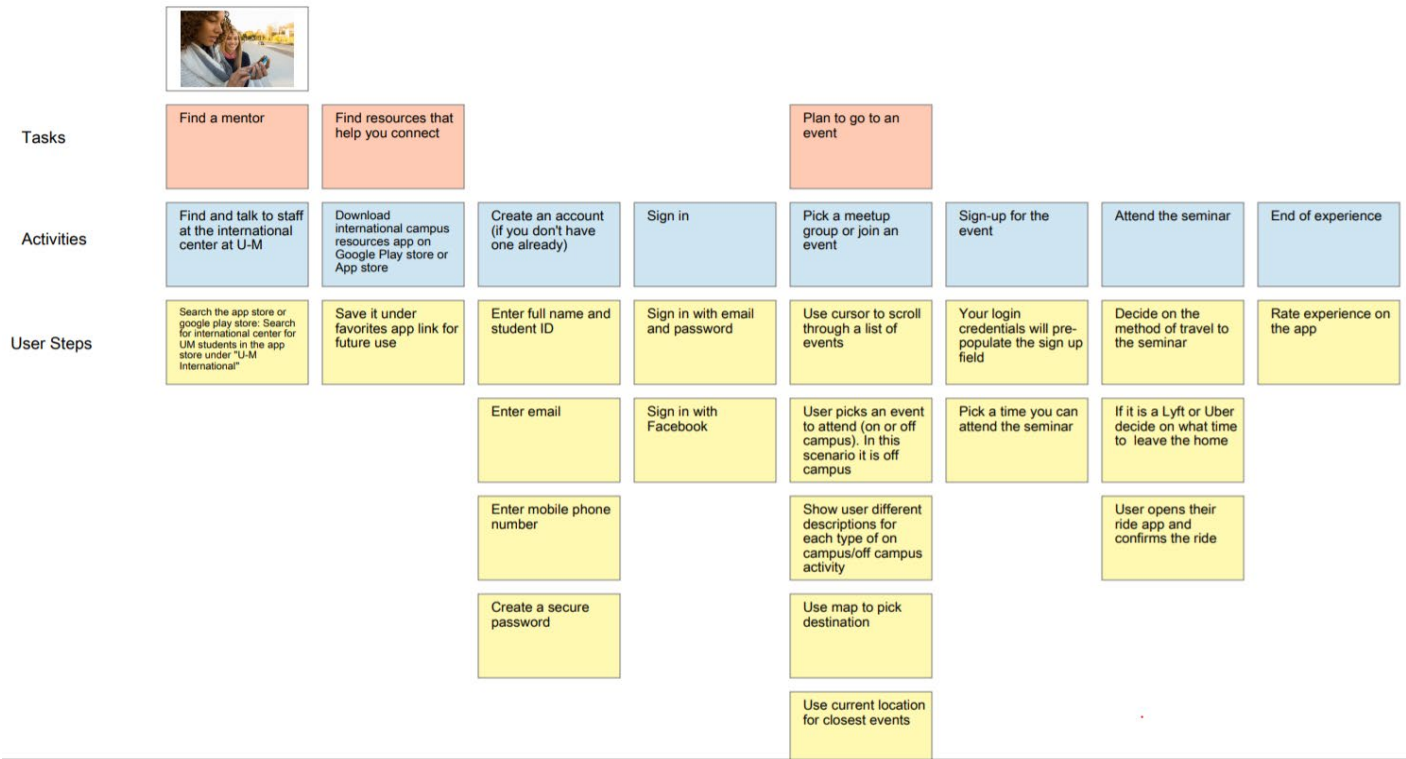 Tasks
Find a mentor
Find resources that
help you connect
Plan to go to an
event
Activities
Find and talk to staff
at the international
center at U-M
Download
international campus
resources app on
Google Play store or
App store
Create an account
(if you don't have
one already)
Sign in
Pick a meetup
group or join an
event
Sign-up for the
event
Attend the seminar
End of experience
User Steps
Search the app store or
google play store: Search
for international center for
UM students in the app
store under "U-M
International"
Save it under
favorites app link for
future use
Enter full name and
student ID
Sign in with email
and password
Use cursor to scroll
through a list of
events
Your login
credentials will pre-
populate the sign up
field
Decide on the
method of travel to
the seminar
Rate experience on
the app
Enter email
Sign in with
Facebook
User picks an event
to attend (on or off
campus). In this
scenario it is off
campus
Pick a time you can
attend the seminar
If it is a Lyft or Uber
decide on what time
to  leave the home
Enter mobile phone
number
Show user different
descriptions for
each type of on
campus/off campus
activity
User opens their
ride app and
confirms the ride
Create a secure
password
Use map to pick
destination
Use current location
for closest events